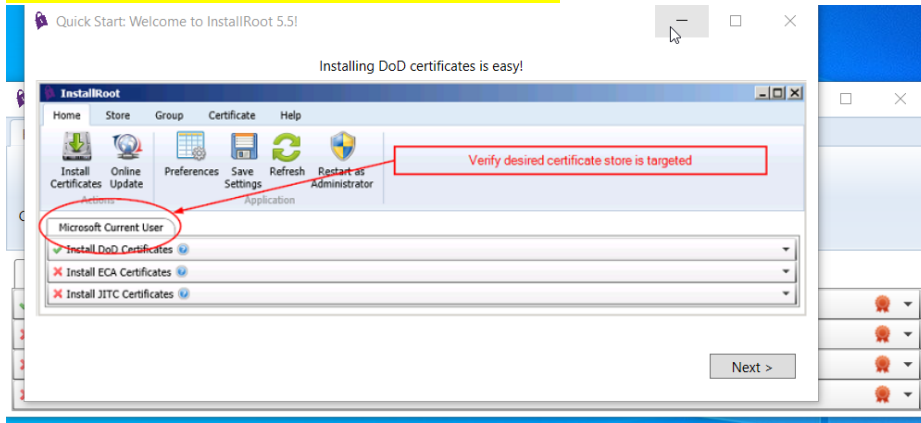 Quick Start: Welcome to InstallRoot 5.5!
Installing DoD certificates is easy!
InstallRoot
Home Store Group Certificate Help
Install Certificates
Online Update
Preferences
Save Settings
Refresh
Restart as Administrator
Actions Application
Verify desired certificate store is targeted
Microsoft Current User
Install DoD Certificates
Install ECA Certificates
Install JITC Certificates
Next >